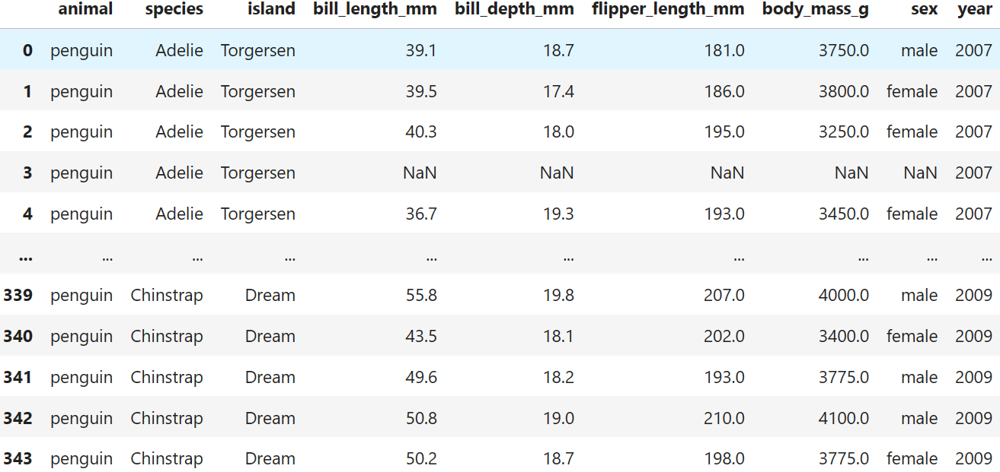 animal species island bill_length_mm bill_depth_mm flipper_length_mm body_mass_g sex year
0 penguin Adelie Torgersen 39.1 18.7 181.0 3750.0 male 2007
1 penguin Adelie Torgersen 39.5 17.4 186.0 3800.0 female 2007
2 penguin Adelie Torgersen 40.3 18.0 195.0 3250.0 female 2007
3 penguin Adelie Torgersen NaN NaN NaN NaN NaN 2007
4 penguin Adelie Torgersen 36.7 19.3 193.0 3450.0 female 2007
... ... ... ... ... ... ... ... ... ...
339 penguin Chinstrap Dream 55.8 19.8 207.0 4000.0 male 2009
340 penguin Chinstrap Dream 43.5 18.1 202.0 3400.0 female 2009
341 penguin Chinstrap Dream 49.6 18.2 193.0 3775.0 male 2009
342 penguin Chinstrap Dream 50.8 19.0 210.0 4100.0 male 2009
343 penguin Chinstrap Dream 50.2 18.7 198.0 3775.0 female 2009